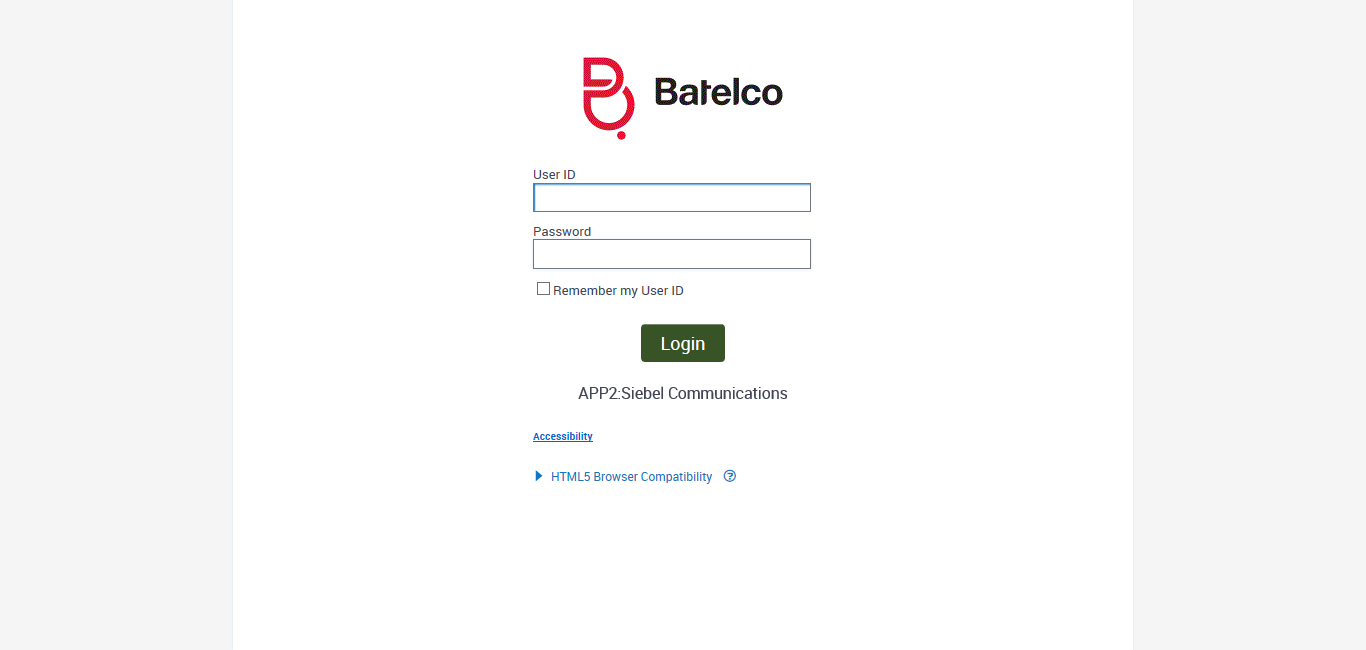 Batelco
User ID
Password
Remember my User ID
Login
APP2:Siebel Communications
Accessibility
HTML5 Browser Compatibility ?